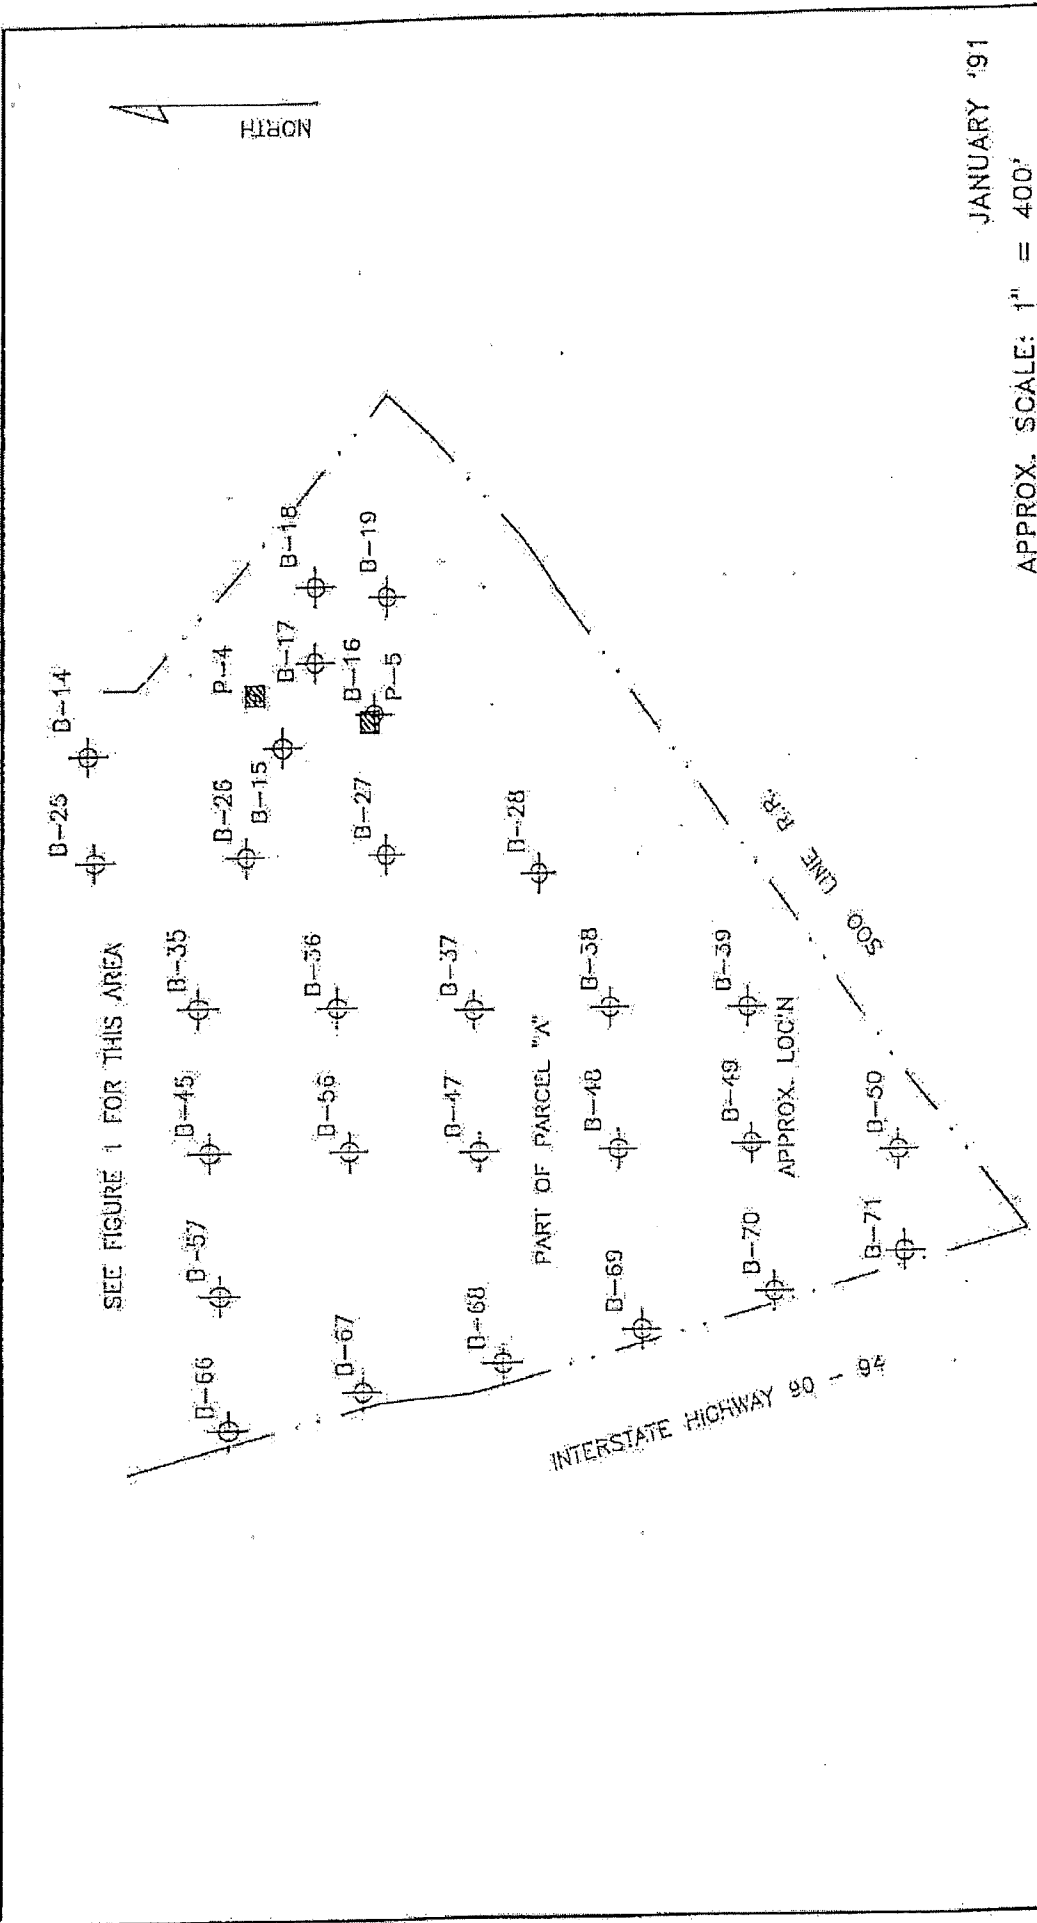 NORTH
B-25
B-14
SEE FIGURE 1 FOR THIS AREA
B-66
B-57
B-45
B-35
B-26
B-15
P-4
B-17
B-18
B-67
B-56
B-36
B-27
B-16
P-5
B-19
B-68
B-47
B-37
B-28
PART OF PARCEL "A"
B-69
B-48
B-38
B-70
B-49
B-39
APPROX. LOC'N
B-71
B-50
SOO LINE R.R.
INTERSTATE HIGHWAY 90 - 94
JANUARY '91
APPROX. SCALE: 1" = 400'